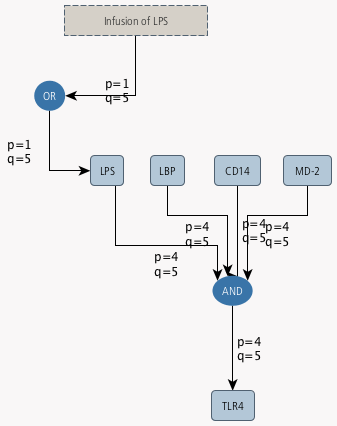 Infusion of LPS
p=1
q=5
OR
p=1
q=5
LPS
LBP
CD14
MD-2
p=4
q=5
p=4
q=5
p=4
q=5
p=4
q=5
AND
p=4
q=5
TLR4